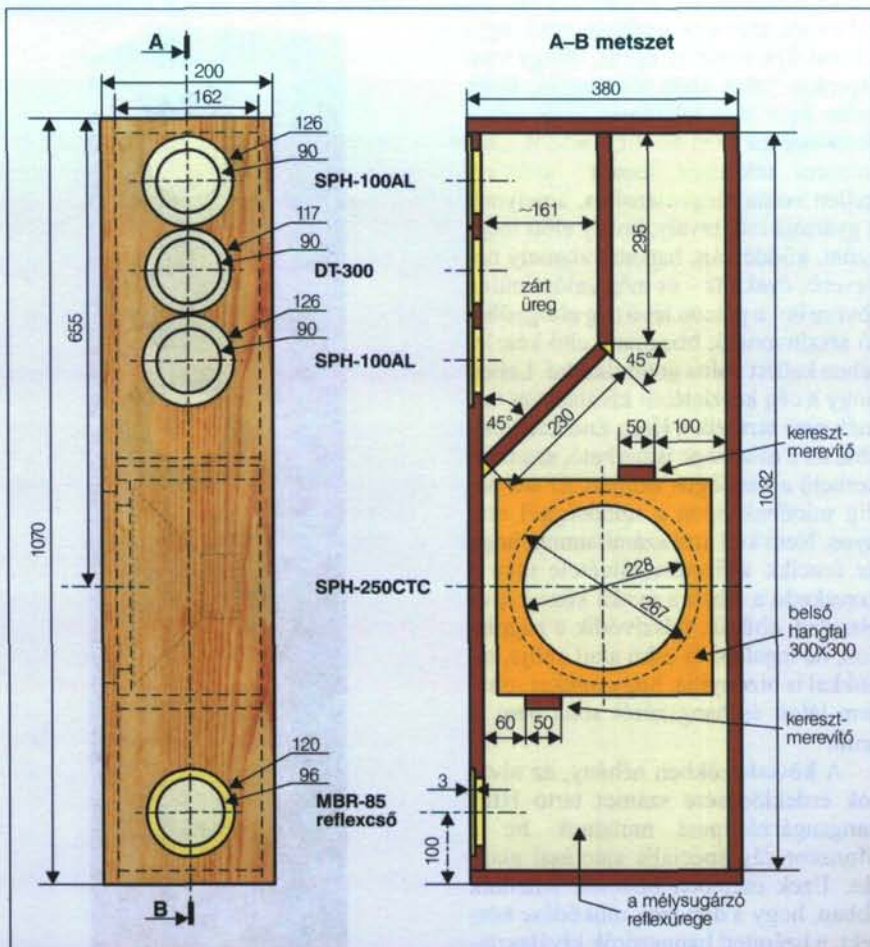 A
200
162
126
90
SPH-100AL
117
90
DT-300
126
90
SPH-100AL
655
1070
SPH-250CTC
120
96
MBR-85
reflexcső
100
B
A–B metszet
380
~161
295
zárt
üreg
45°
45°
230
50
100
kereszt-
merevítő
1032
228
267
belső
hangfal
300x300
60
50
kereszt-
merevítő
3
a mélysugárzó
reflexürege